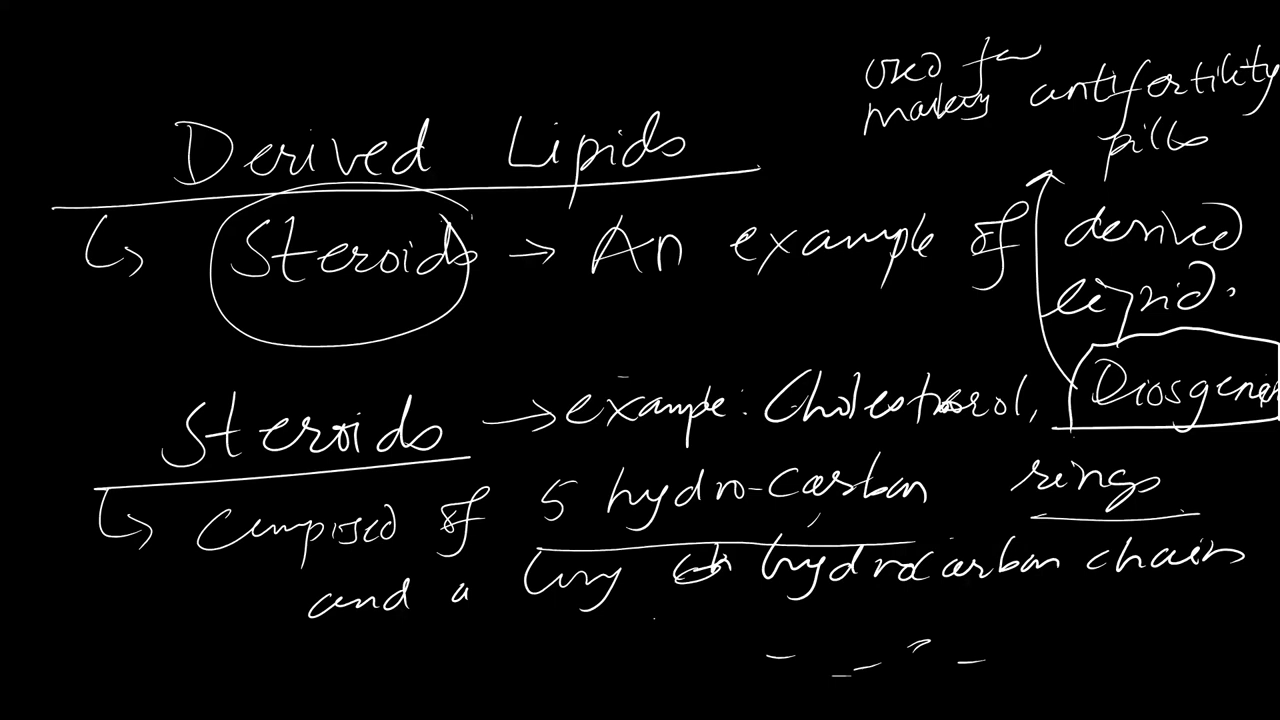 used for
making antifertility
pills
Derived Lipids
↳ Steroids → An example of derived
lipid.
Steroids → example: Cholesterol, Diosgenin
↳ Composed of 5 hydro-carbon rings
and a long hydrocarbon chain